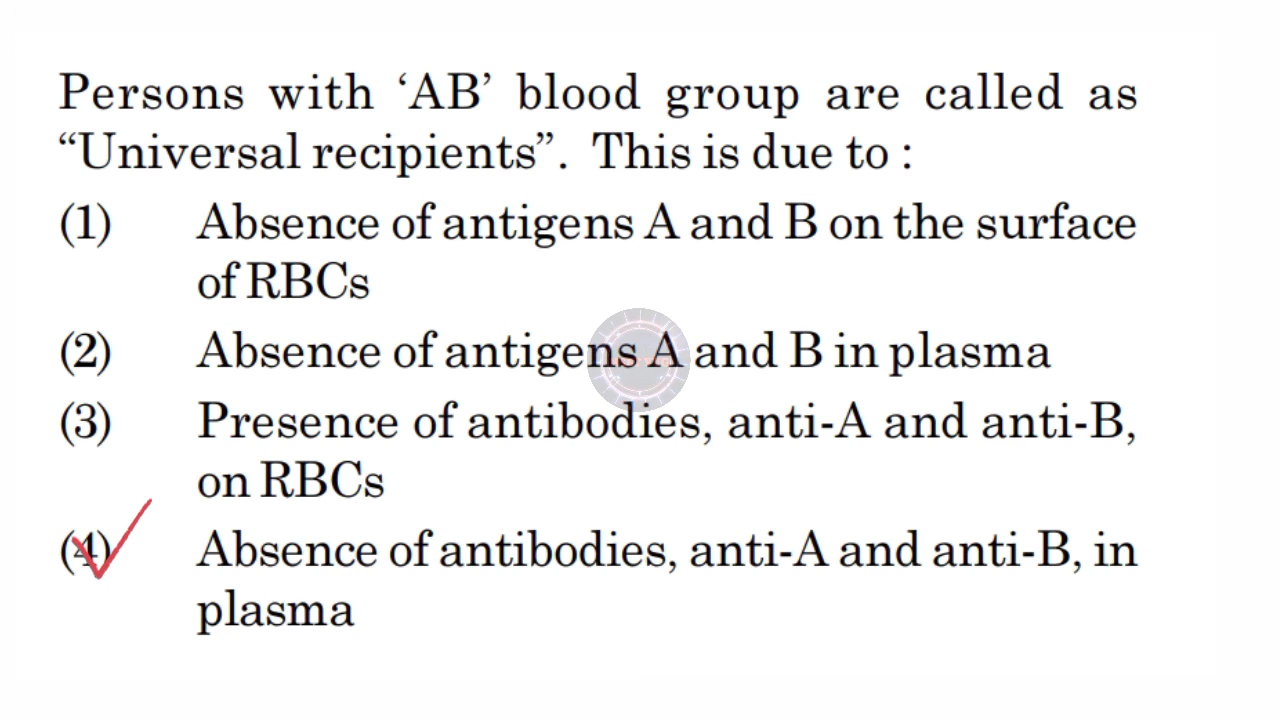 Persons with ‘AB’ blood group are called as
“Universal recipients”. This is due to :
(1) Absence of antigens A and B on the surface
of RBCs
(2) Absence of antigens A and B in plasma
(3) Presence of antibodies, anti-A and anti-B,
on RBCs
(4) Absence of antibodies, anti-A and anti-B, in
plasma